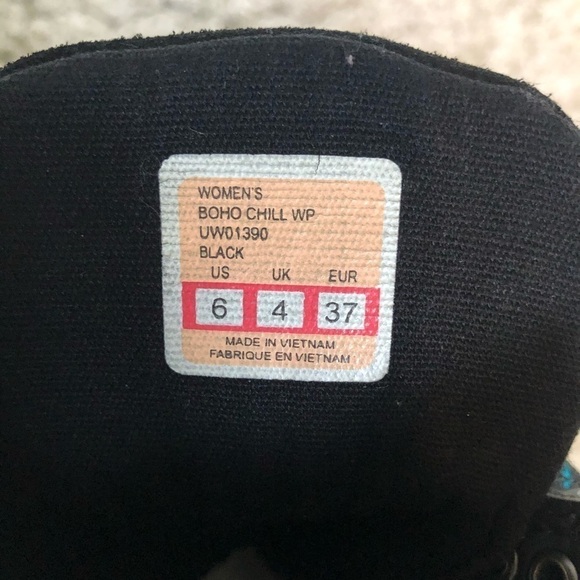 WOMEN'S
BOHO CHILL WP
UW01390
BLACK
US UK EUR
6 4 37
MADE IN VIETNAM
FABRIQUE EN VIETNAM